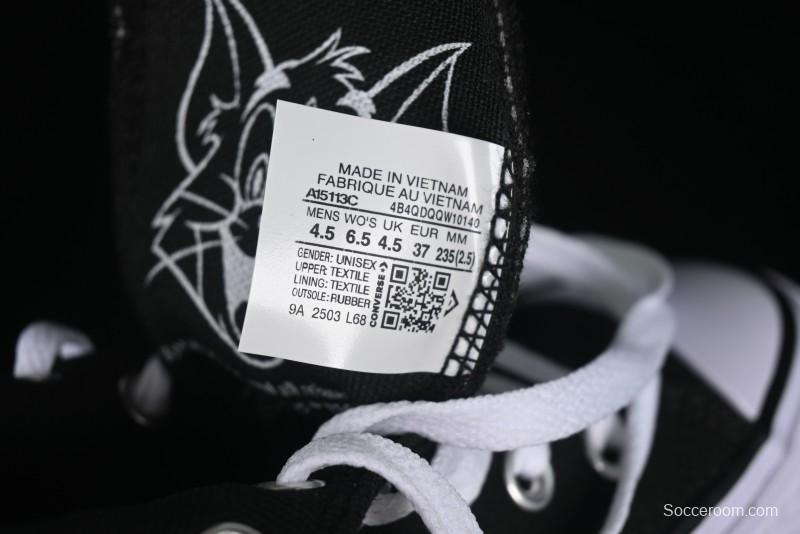 MADE IN VIETNAM
FABRIQUE AU VIETNAM
A15113C 4B4QDQQW10140
MENS WO'S UK EUR MM
4.5 6.5 4.5 37 235(2.5)
GENDER: UNISEX
UPPER: TEXTILE
LINING: TEXTILE
OUTSOLE: RUBBER
9A 2503 L68
CONVERSE
Socceroom.com